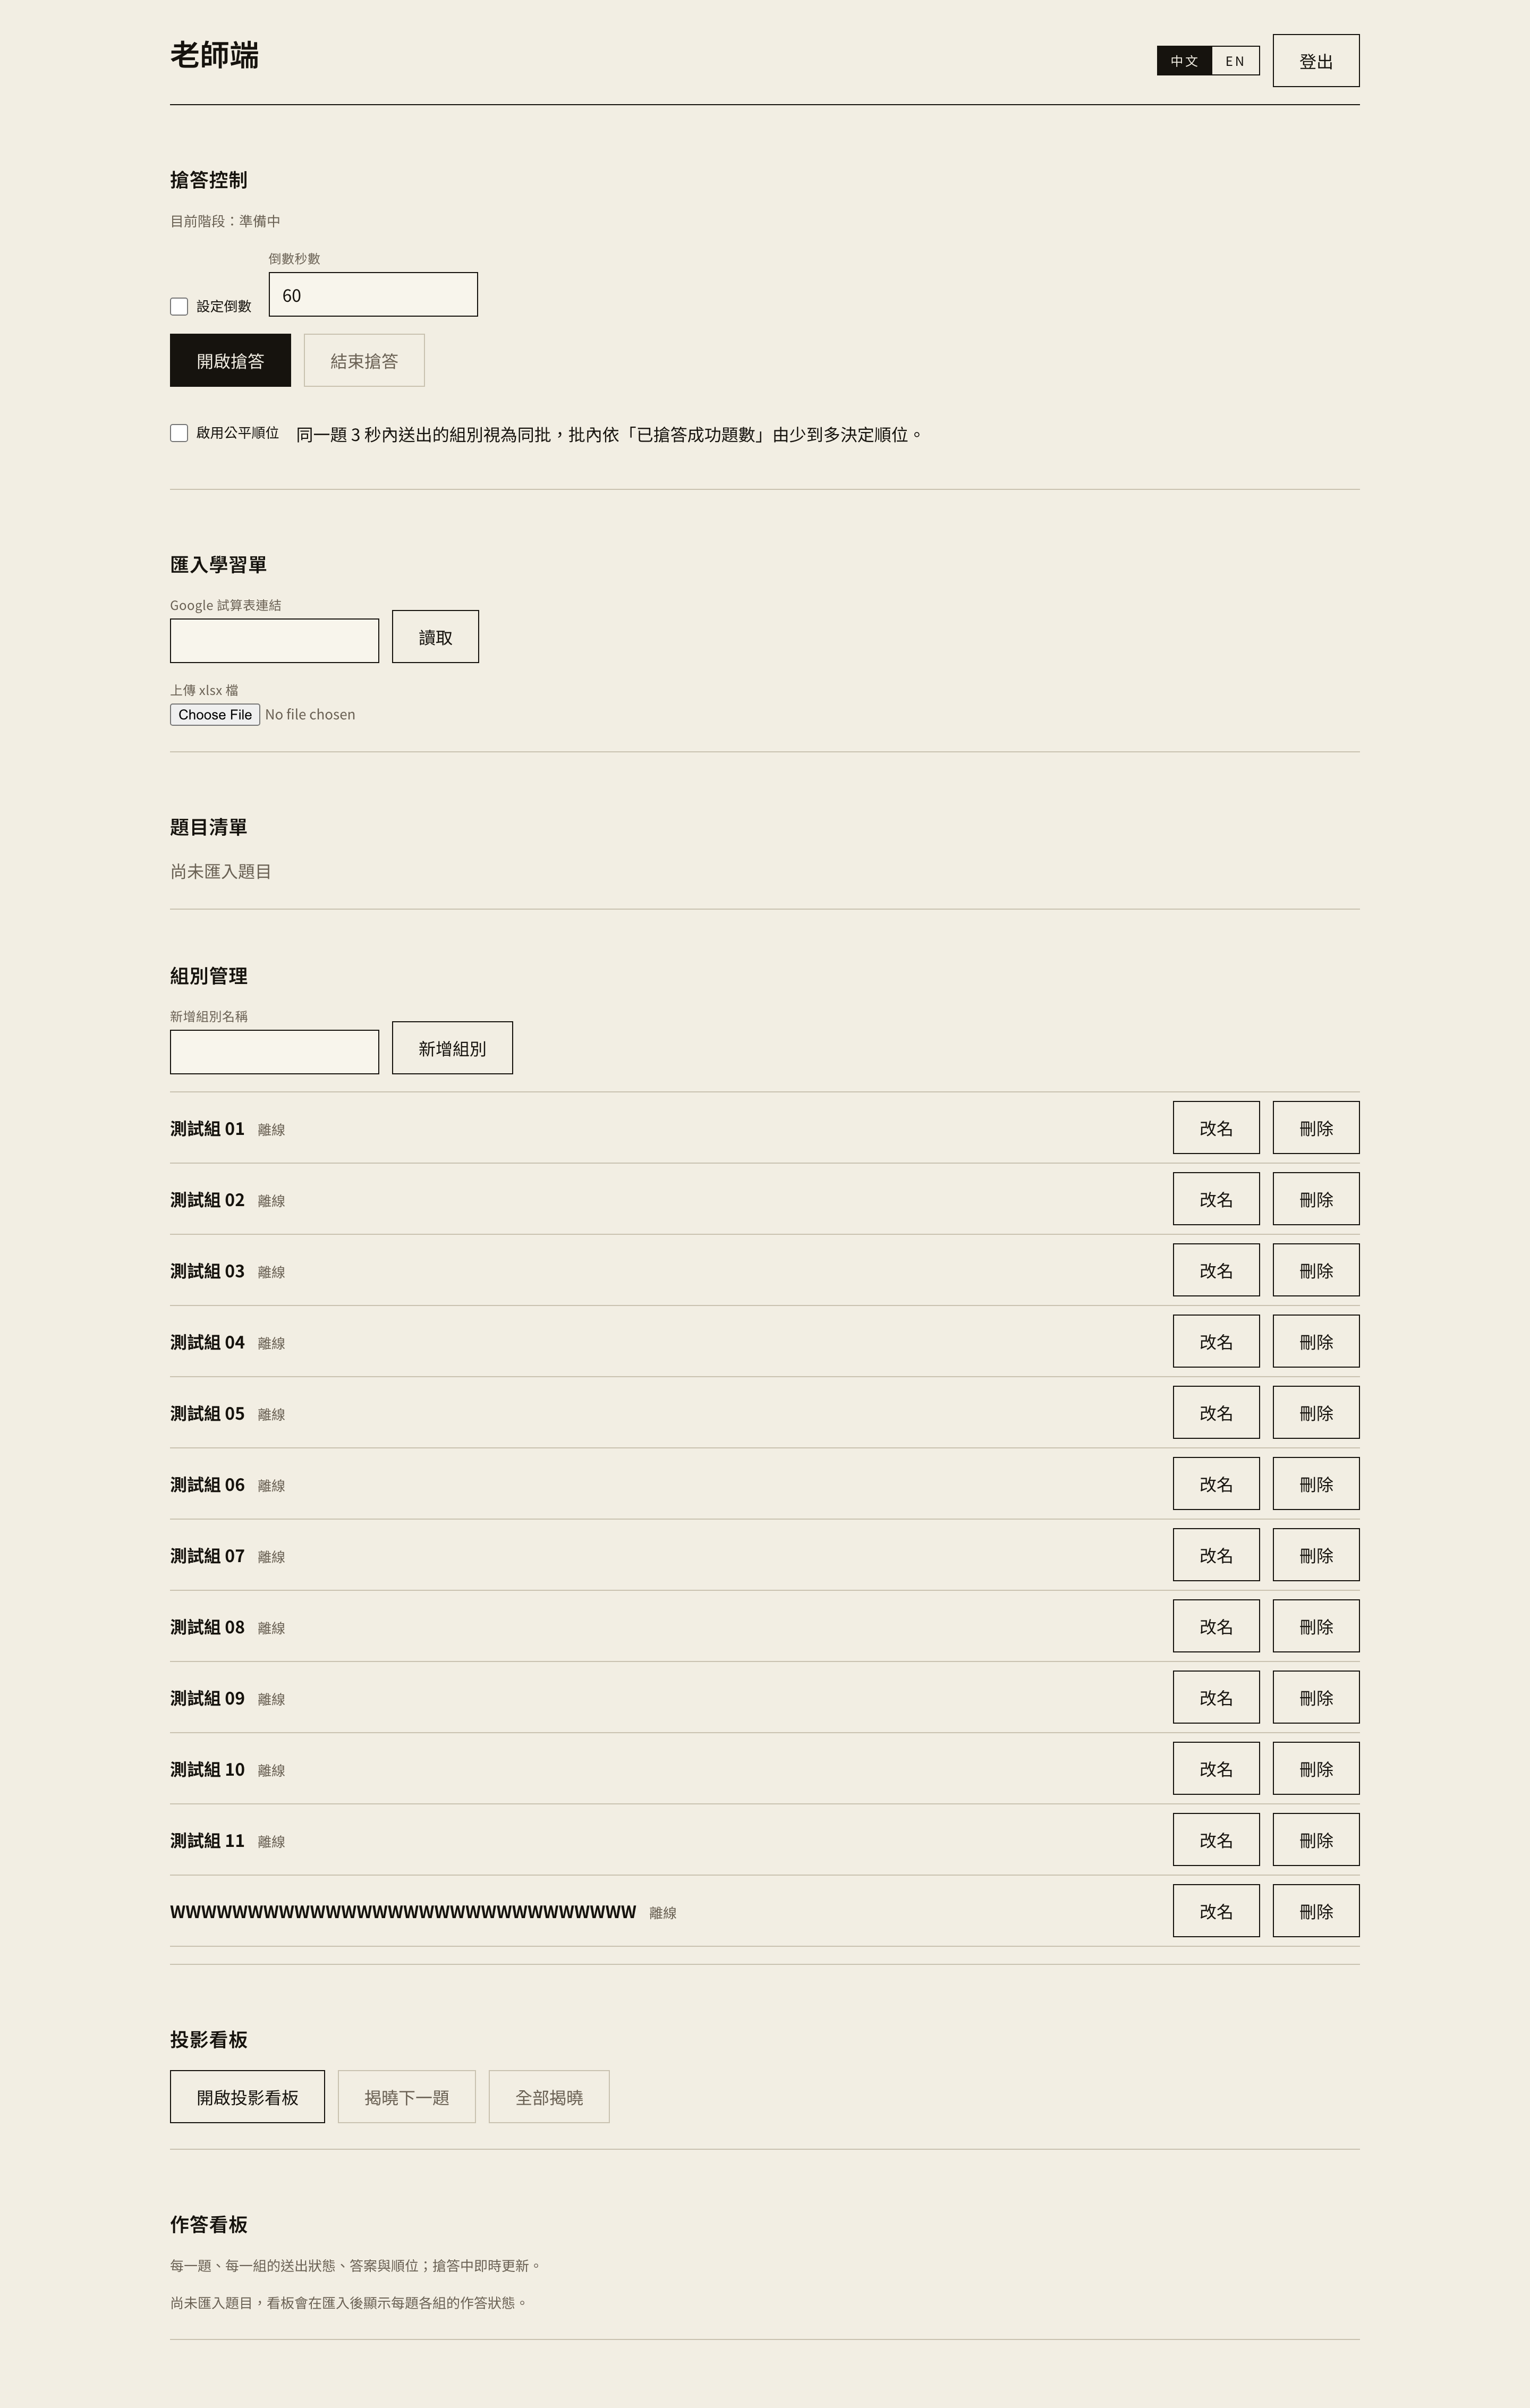 老師端
中文 EN 登出
搶答控制
目前階段：準備中
倒數秒數
設定倒數 60
開啟搶答 結束搶答
啟用公平順位 同一題 3 秒內送出的組別視為同批，批內依「已搶答成功題數」由少到多決定順位。
匯入學習單
Google 試算表連結
讀取
上傳 xlsx 檔
Choose File No file chosen
題目清單
尚未匯入題目
組別管理
新增組別名稱
新增組別
測試組 01 離線 改名 刪除
測試組 02 離線 改名 刪除
測試組 03 離線 改名 刪除
測試組 04 離線 改名 刪除
測試組 05 離線 改名 刪除
測試組 06 離線 改名 刪除
測試組 07 離線 改名 刪除
測試組 08 離線 改名 刪除
測試組 09 離線 改名 刪除
測試組 10 離線 改名 刪除
測試組 11 離線 改名 刪除
WWWWWWWWWWWWWWWWWWWWWWWWWWWWWW 離線 改名 刪除
投影看板
開啟投影看板 揭曉下一題 全部揭曉
作答看板
每一題、每一組的送出狀態、答案與順位；搶答中即時更新。
尚未匯入題目，看板會在匯入後顯示每題各組的作答狀態。